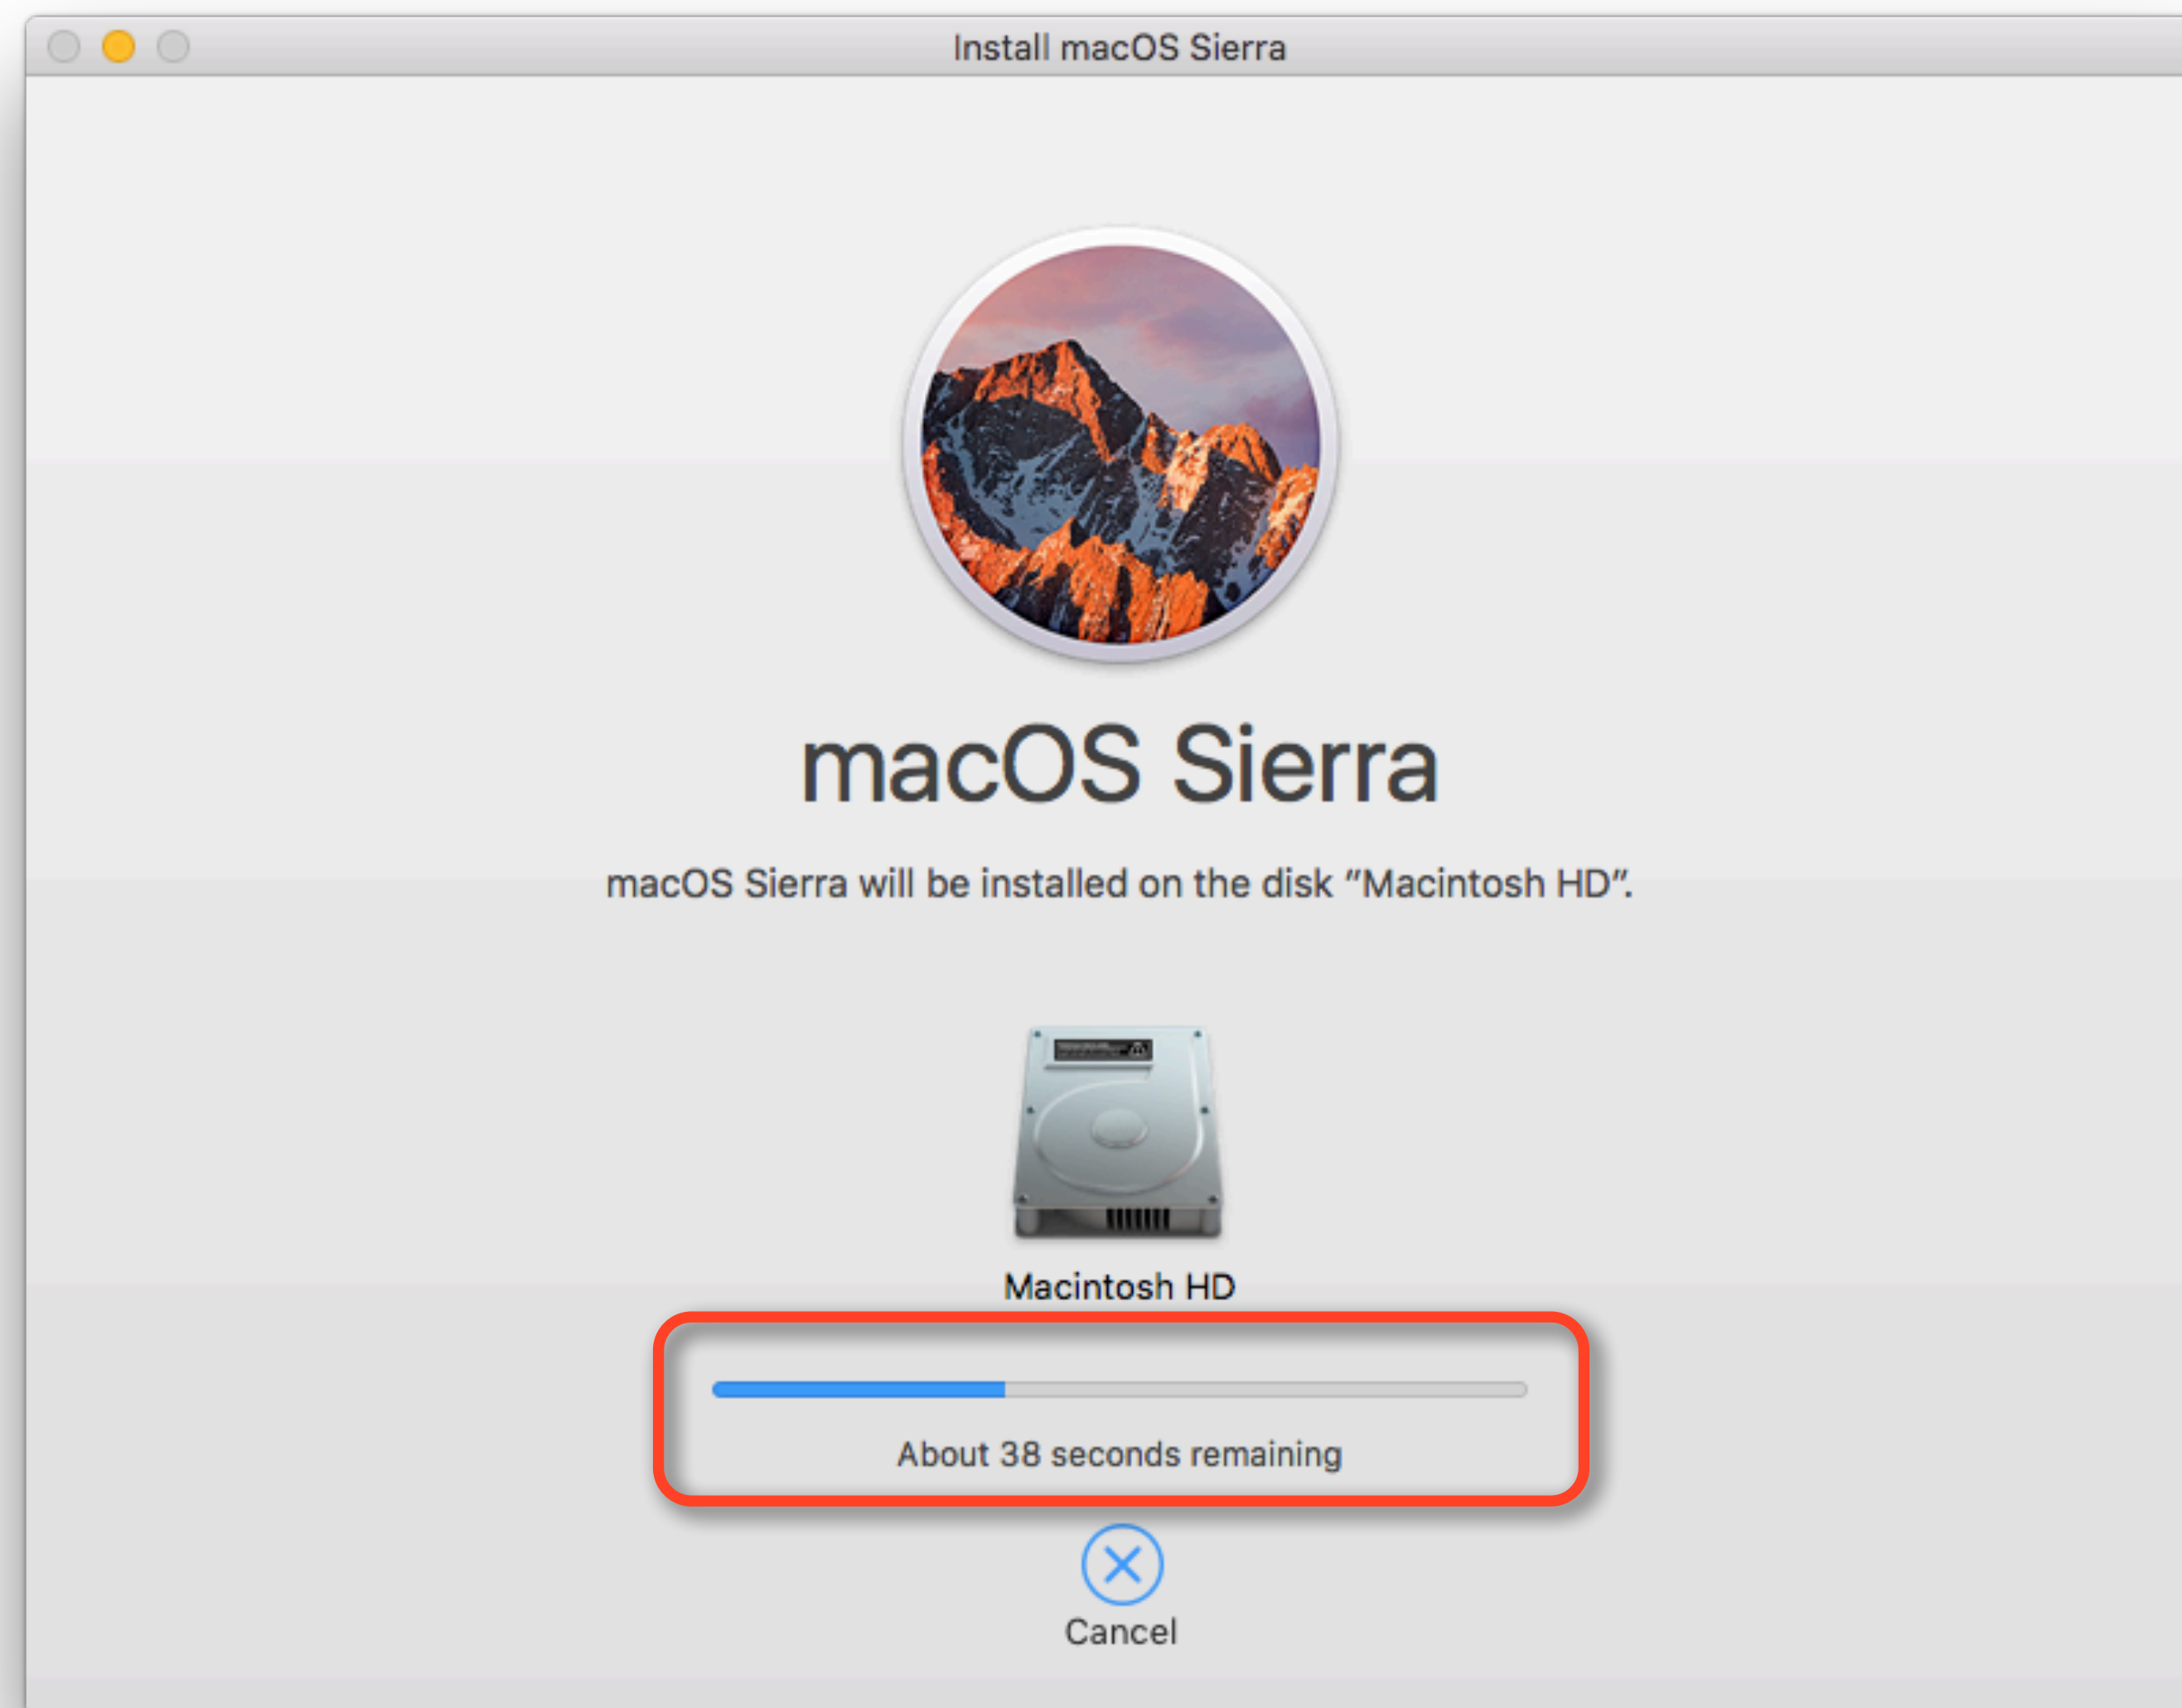 Install macOS Sierra
macOS Sierra
macOS Sierra will be installed on the disk “Macintosh HD”.
Macintosh HD
About 38 seconds remaining
Cancel